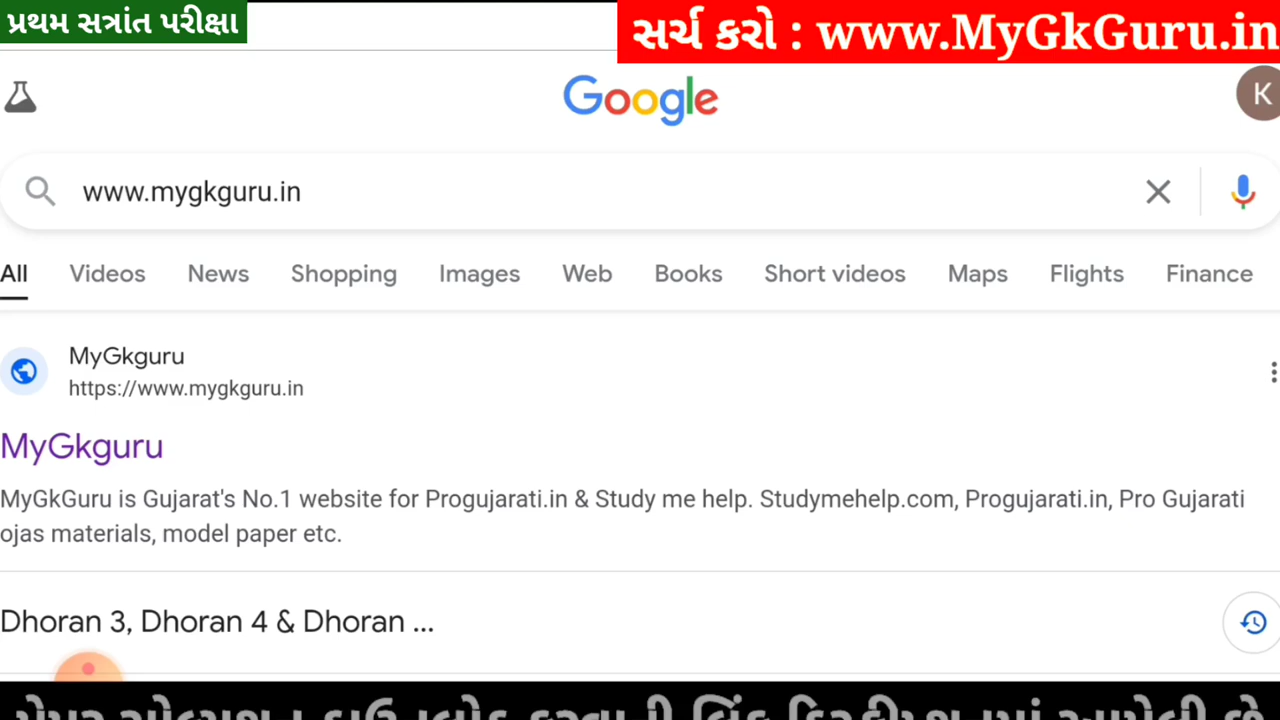 પ્રથમ સત્રાંત પરીક્ષા
સર્ચ કરો : www.MyGkGuru.in
Google
K
www.mygkguru.in
All Videos News Shopping Images Web Books Short videos Maps Flights Finance
MyGkguru
https://www.mygkguru.in
MyGkguru
MyGkGuru is Gujarat's No.1 website for Progujarati.in & Study me help. Studymehelp.com, Progujarati.in, Pro Gujarati
ojas materials, model paper etc.
Dhoran 3, Dhoran 4 & Dhoran ...